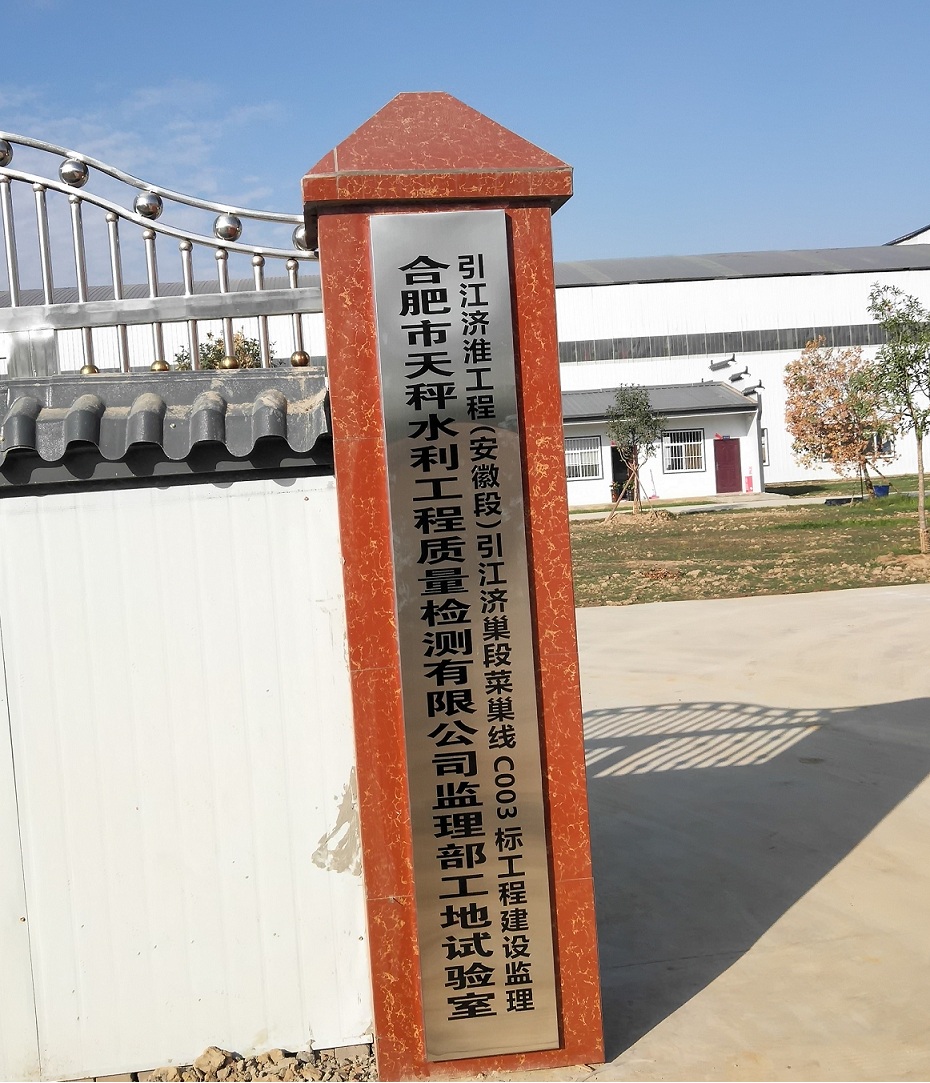 引江济淮工程(安徽段)引江济巢段菜巢线C003标工程建设监理
合肥市天秤水利工程质量检测有限公司监理部工地试验室